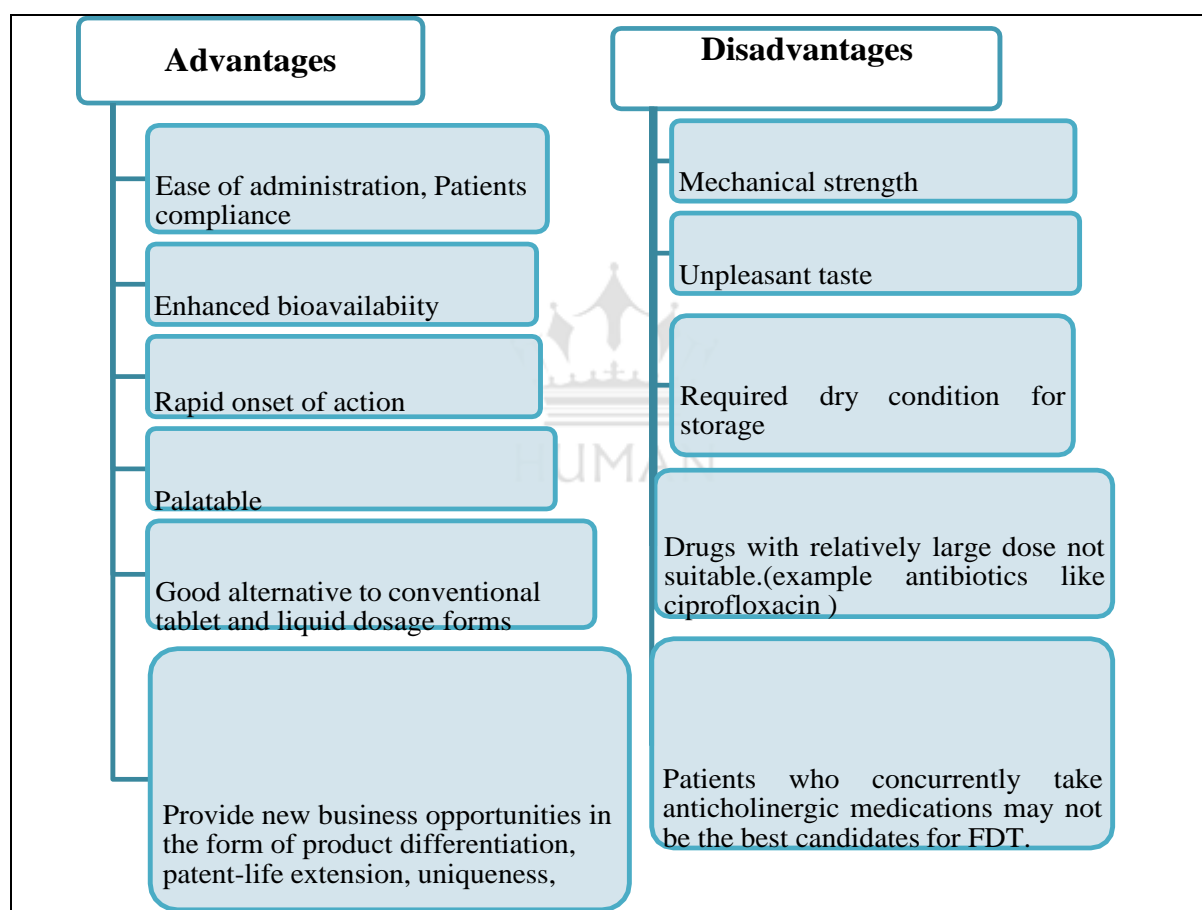 Advantages
Ease of administration, Patients
compliance
Enhanced bioavailabiity
Rapid onset of action
Palatable
Good alternative to conventional
tablet and liquid dosage forms
Provide new business opportunities in
the form of product differentiation,
patent-life extension, uniqueness,
Disadvantages
Mechanical strength
Unpleasant taste
Required dry condition for
storage
Drugs with relatively large dose not
suitable.(example antibiotics like
ciprofloxacin )
Patients who concurrently take
anticholinergic medications may not
be the best candidates for FDT.
HUMAN